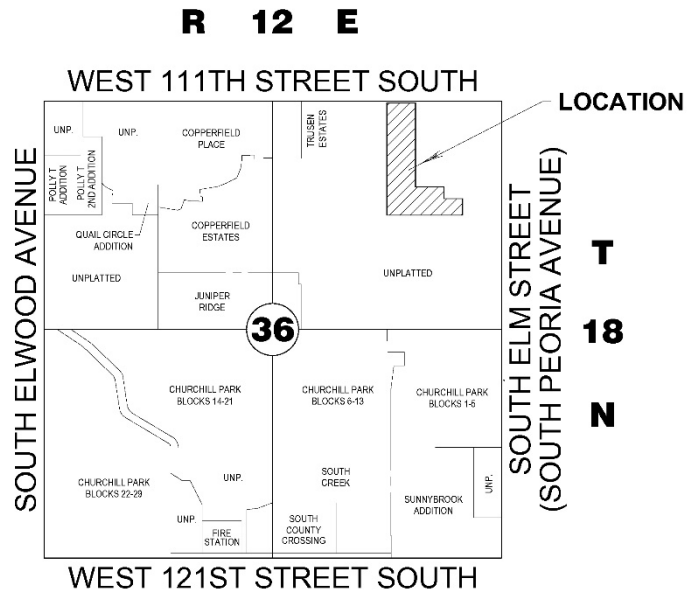 R 12 E
WEST 111TH STREET SOUTH
LOCATION
UNP.
UNP.
COPPERFIELD
PLACE
TRUSEN
ESTATES
POLLY T
ADDITION
POLLY T
2ND ADDITION
QUAIL CIRCLE
ADDITION
COPPERFIELD
ESTATES
UNPLATTED
JUNIPER
RIDGE
UNPLATTED
SOUTH ELWOOD AVENUE
SOUTH ELM STREET
(SOUTH PEORIA AVENUE)
T
18
N
36
CHURCHILL PARK
BLOCKS 14-21
CHURCHILL PARK
BLOCKS 6-13
CHURCHILL PARK
BLOCKS 1-5
CHURCHILL PARK
BLOCKS 22-29
UNP.
SOUTH
CREEK
SUNNYBROOK
ADDITION
UNP.
UNP.
FIRE
STATION
SOUTH
COUNTY
CROSSING
WEST 121ST STREET SOUTH